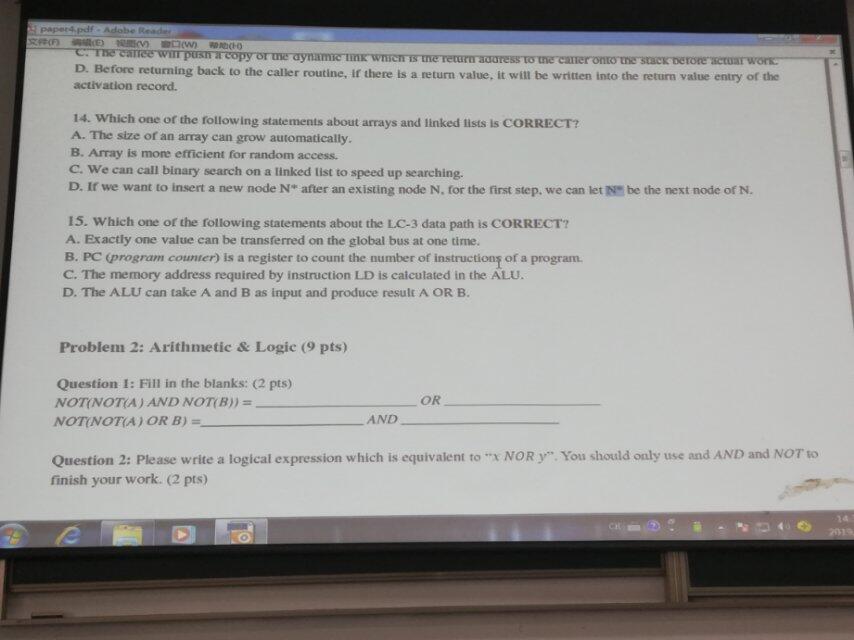 paper4.pdf - Adobe Reader
文件(F) 编辑(E) 视图(V) 窗口(W) 帮助(H)
C. The callee will push a copy of the dynamic link which is the return address to the caller onto the stack before actual work.
D. Before returning back to the caller routine, if there is a return value, it will be written into the return value entry of the
activation record.
14. Which one of the following statements about arrays and linked lists is CORRECT?
A. The size of an array can grow automatically.
B. Array is more efficient for random access.
C. We can call binary search on a linked list to speed up searching.
D. If we want to insert a new node N* after an existing node N, for the first step, we can let N* be the next node of N.
15. Which one of the following statements about the LC-3 data path is CORRECT?
A. Exactly one value can be transferred on the global bus at one time.
B. PC (program counter) is a register to count the number of instructions of a program.
C. The memory address required by instruction LD is calculated in the ALU.
D. The ALU can take A and B as input and produce result A OR B.
Problem 2: Arithmetic & Logic (9 pts)
Question 1: Fill in the blanks: (2 pts)
NOT(NOT(A) AND NOT(B)) = ____________ OR ____________
NOT(NOT(A) OR B) = ____________ AND ____________
Question 2: Please write a logical expression which is equivalent to "x NOR y". You should only use and AND and NOT to
finish your work. (2 pts)
CH